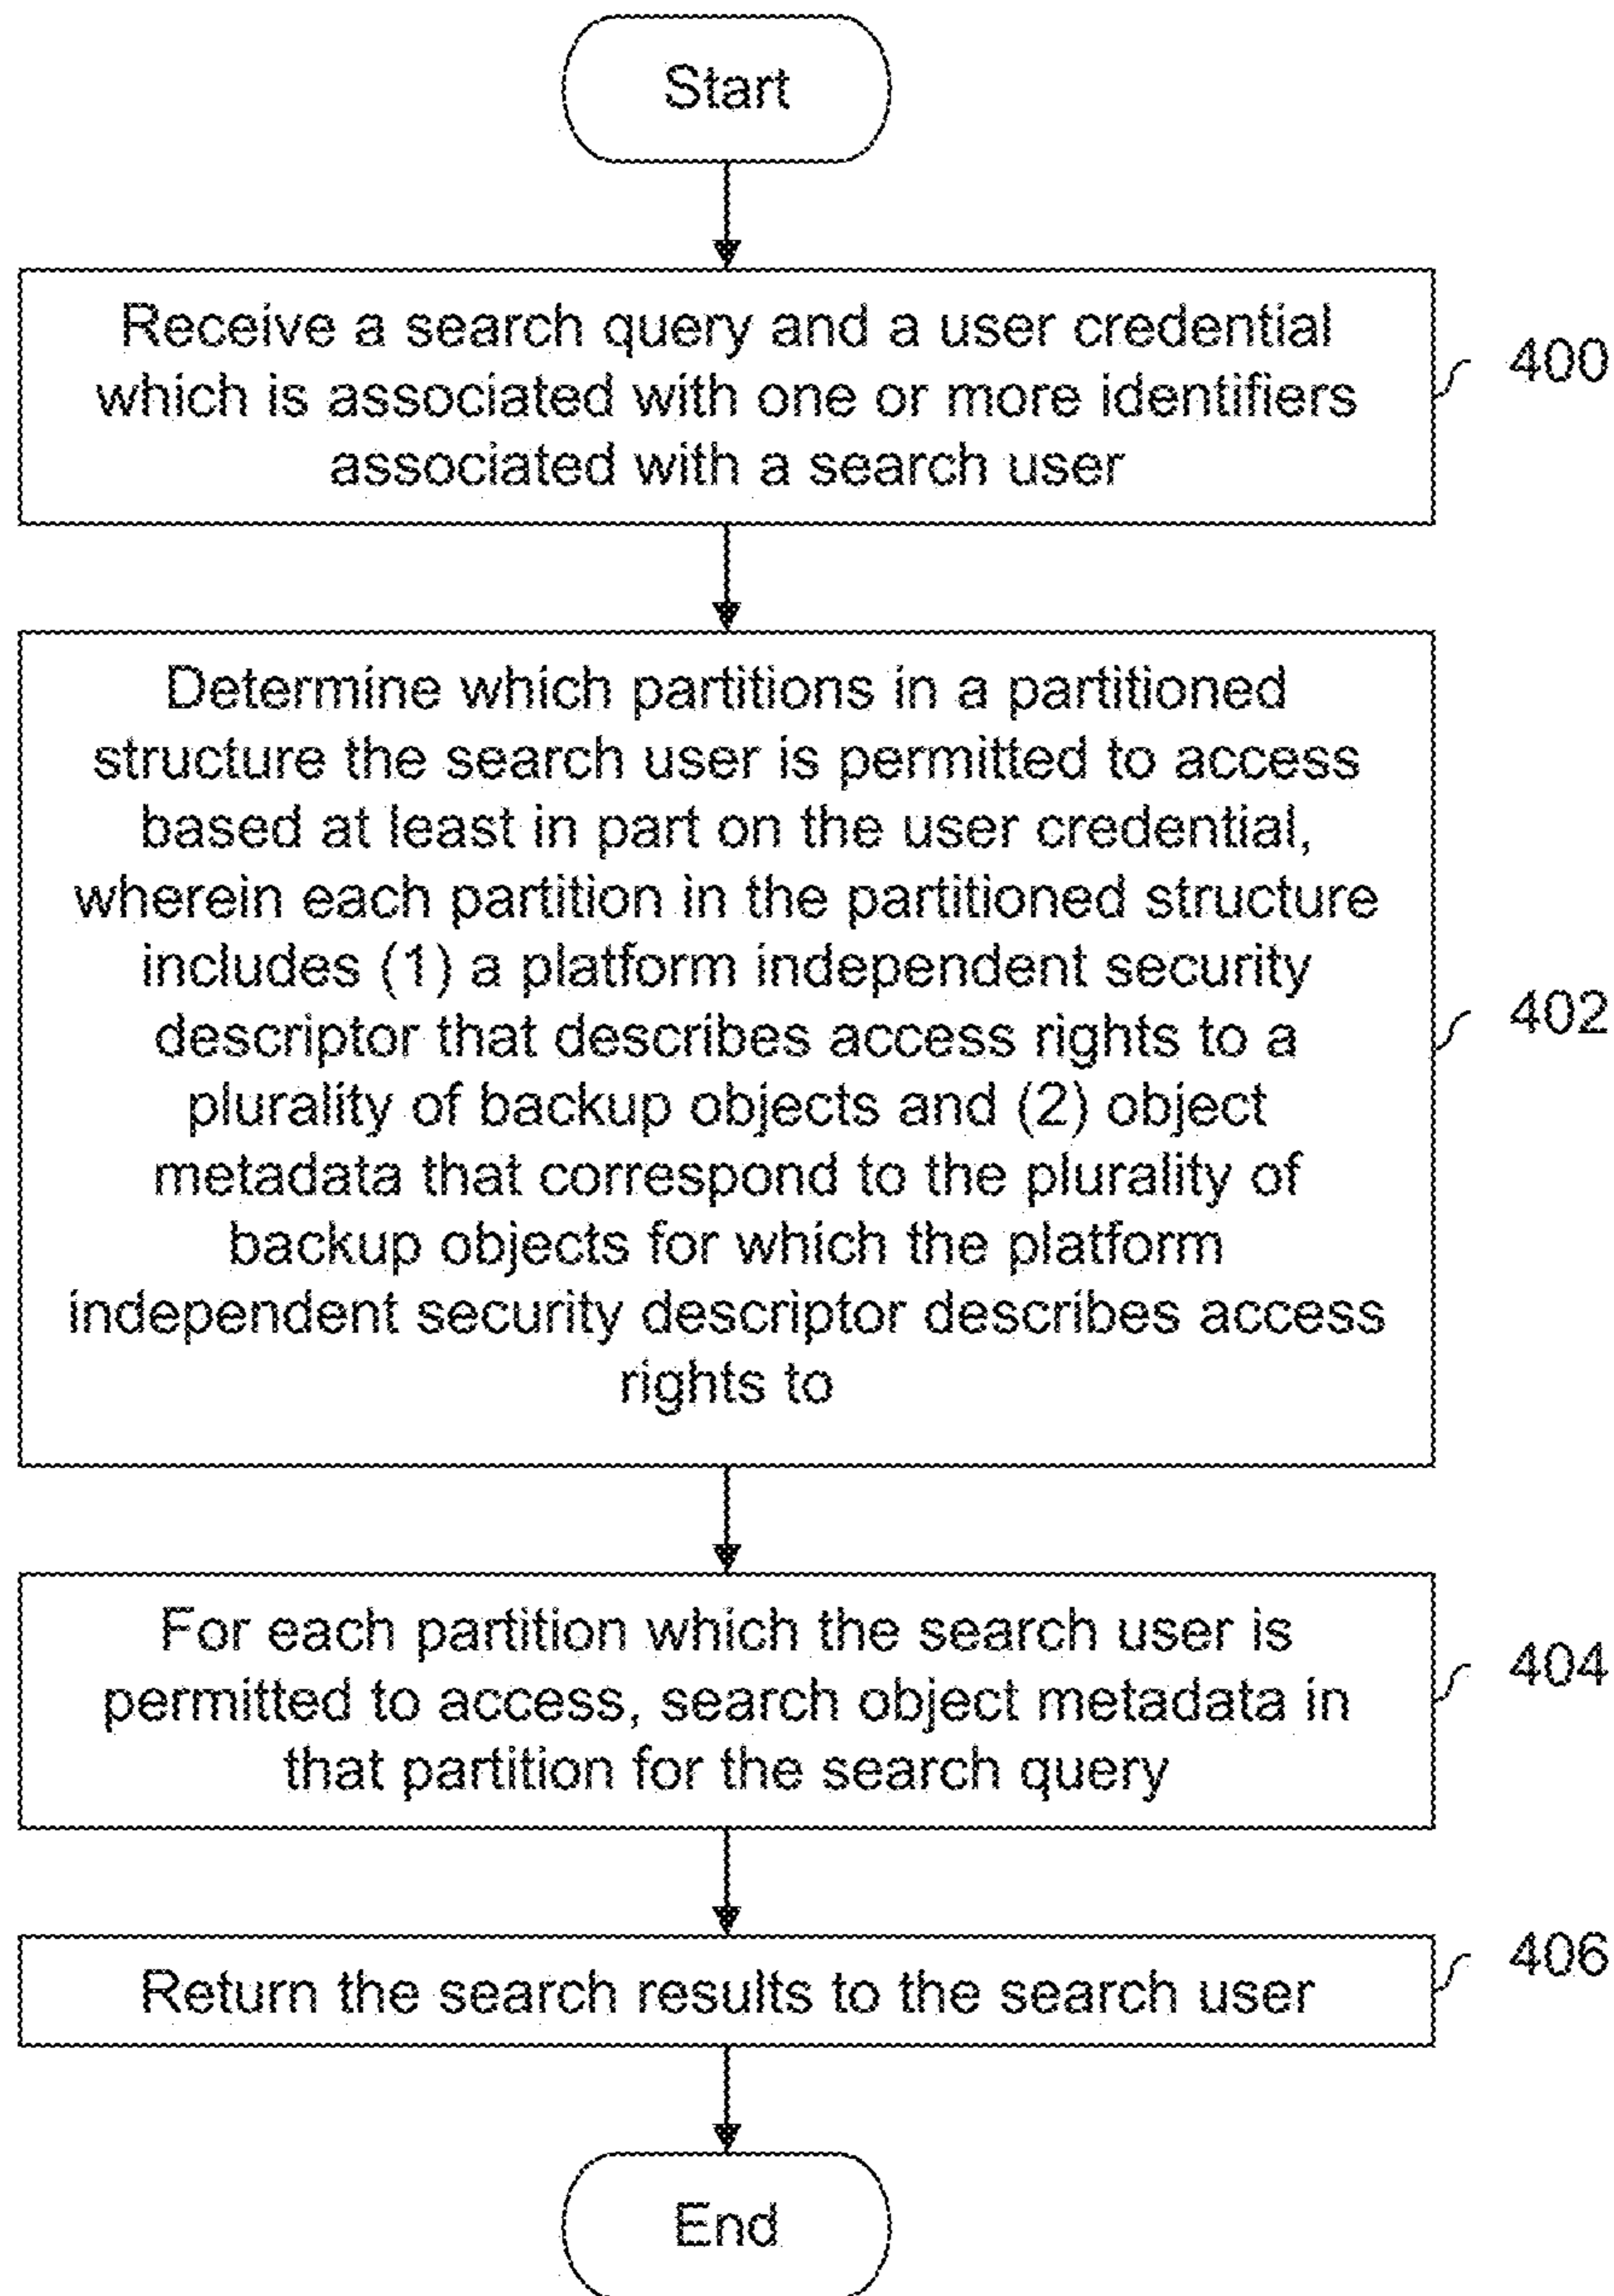 Start
Receive a search query and a user credential
which is associated with one or more identifiers
associated with a search user
400
Determine which partitions in a partitioned
structure the search user is permitted to access
based at least in part on the user credential,
wherein each partition in the partitioned structure
includes (1) a platform independent security
descriptor that describes access rights to a
plurality of backup objects and (2) object
metadata that correspond to the plurality of
backup objects for which the platform
independent security descriptor describes access
rights to
402
For each partition which the search user is
permitted to access, search object metadata in
that partition for the search query
404
Return the search results to the search user
406
End